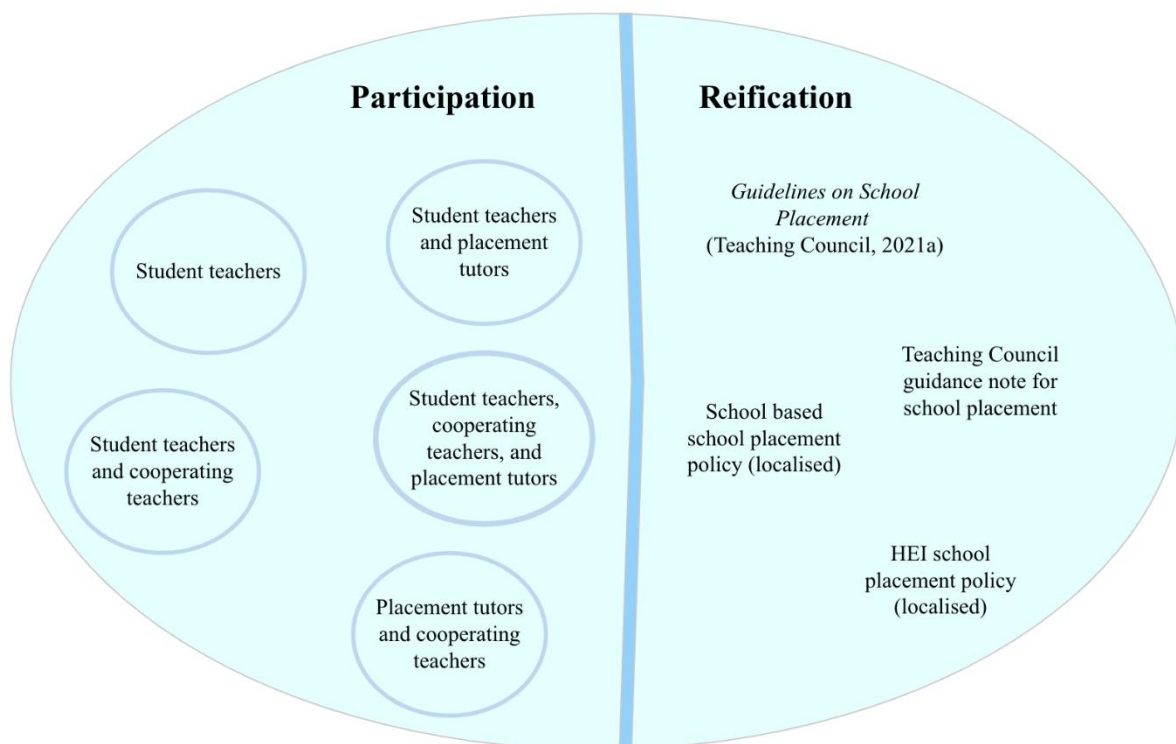 Participation
Student teachers
Student teachers
and placement
tutors
Student teachers
and cooperating
teachers
Student teachers,
cooperating
teachers, and
placement tutors
Placement tutors
and cooperating
teachers
Reification
Guidelines on School
Placement
(Teaching Council, 2021a)
Teaching Council
guidance note for
school placement
School based
school placement
policy (localised)
HEI school
placement policy
(localised)